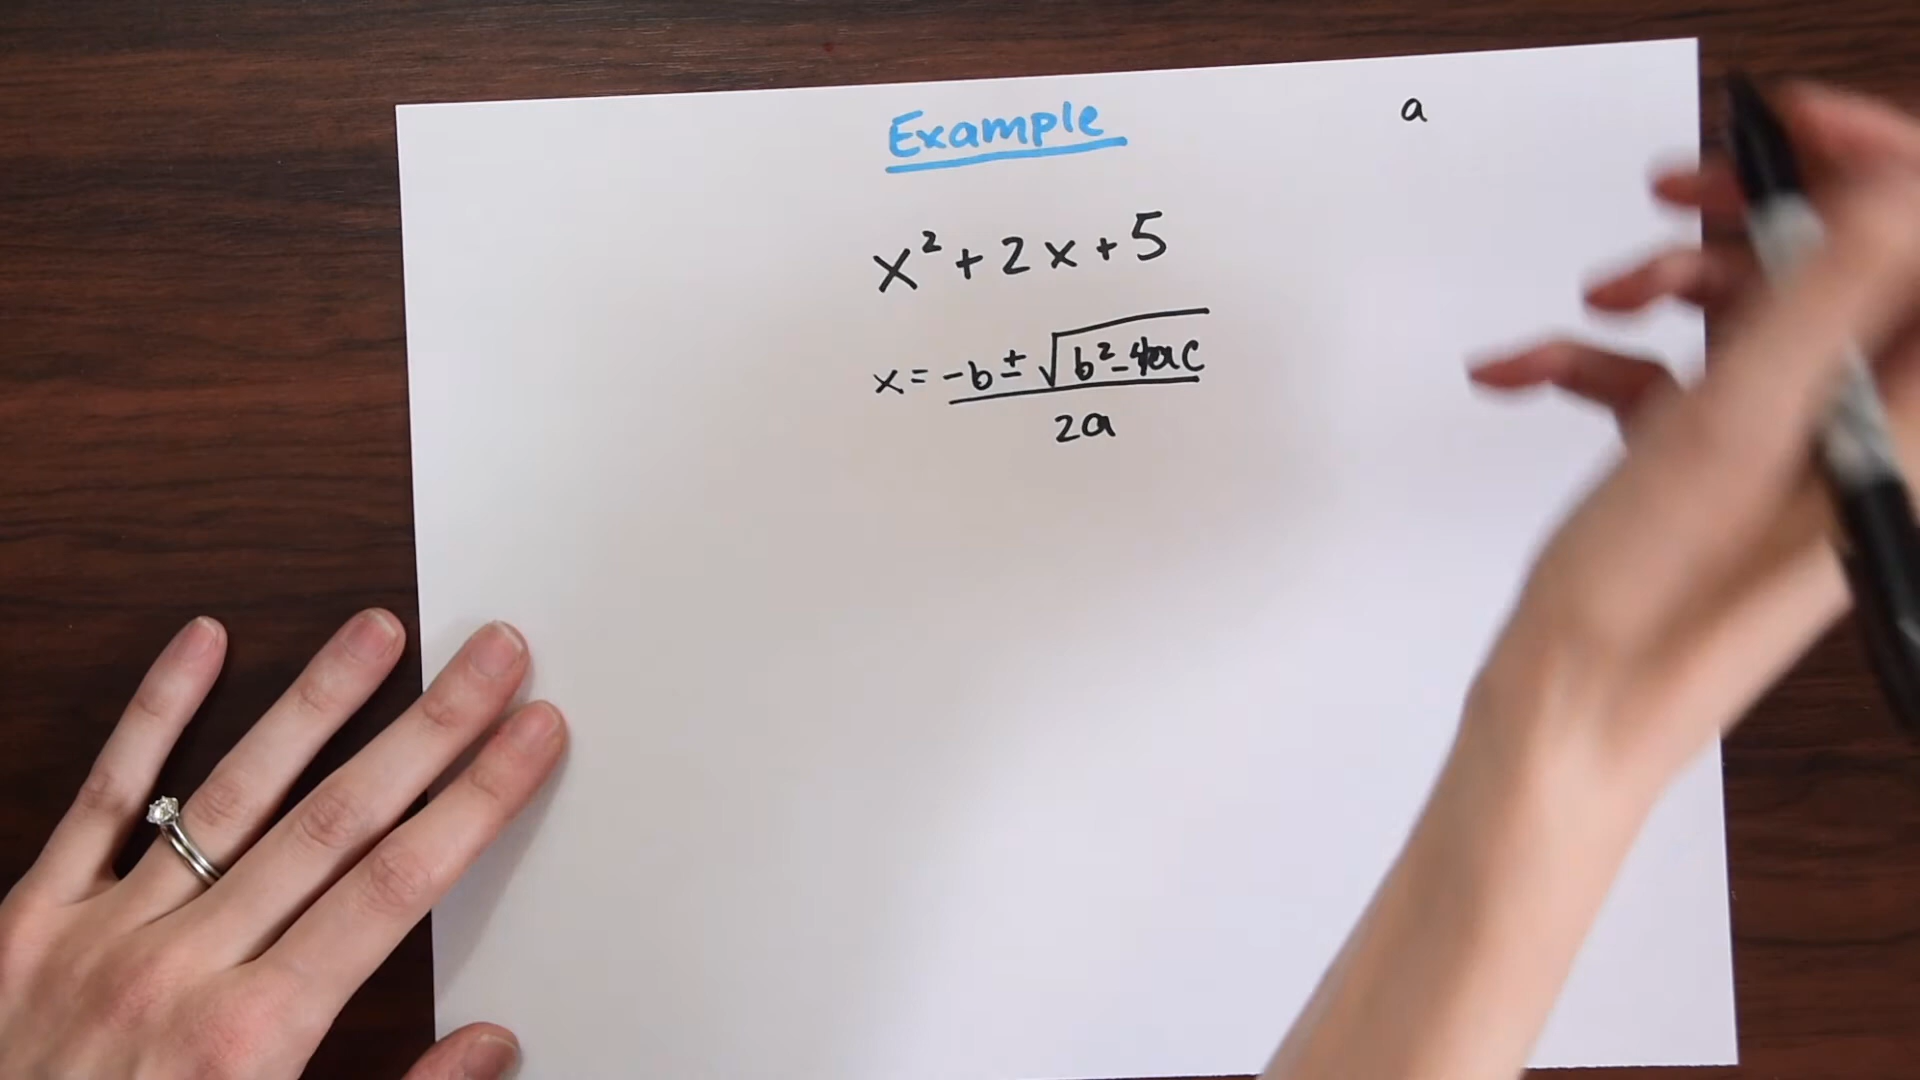 Example
a
x² + 2x + 5
x = -b ± √b² - 4ac
2a